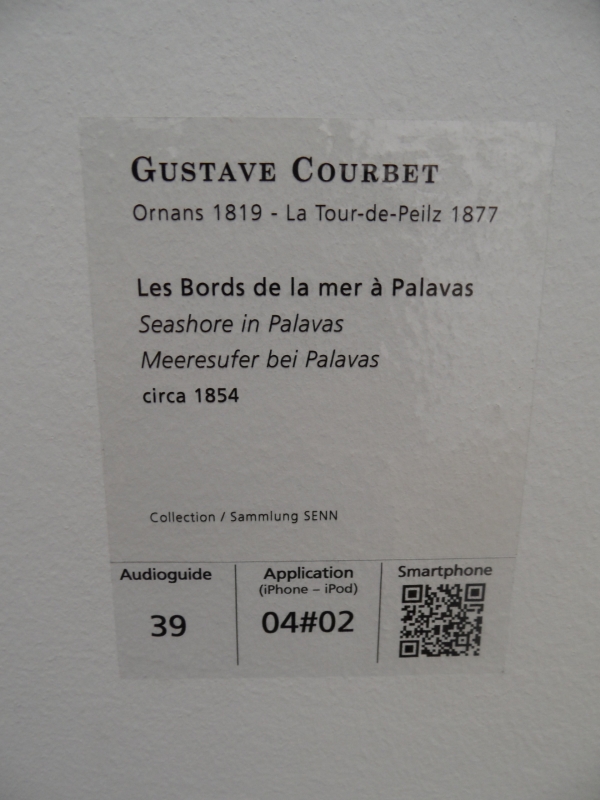 GUSTAVE COURBET
Ornans 1819 - La Tour-de-Peilz 1877
Les Bords de la mer à Palavas
Seashore in Palavas
Meeresufer bei Palavas
circa 1854
Collection / Sammlung SENN
Audioguide
39
Application
(iPhone – iPod)
04#02
Smartphone